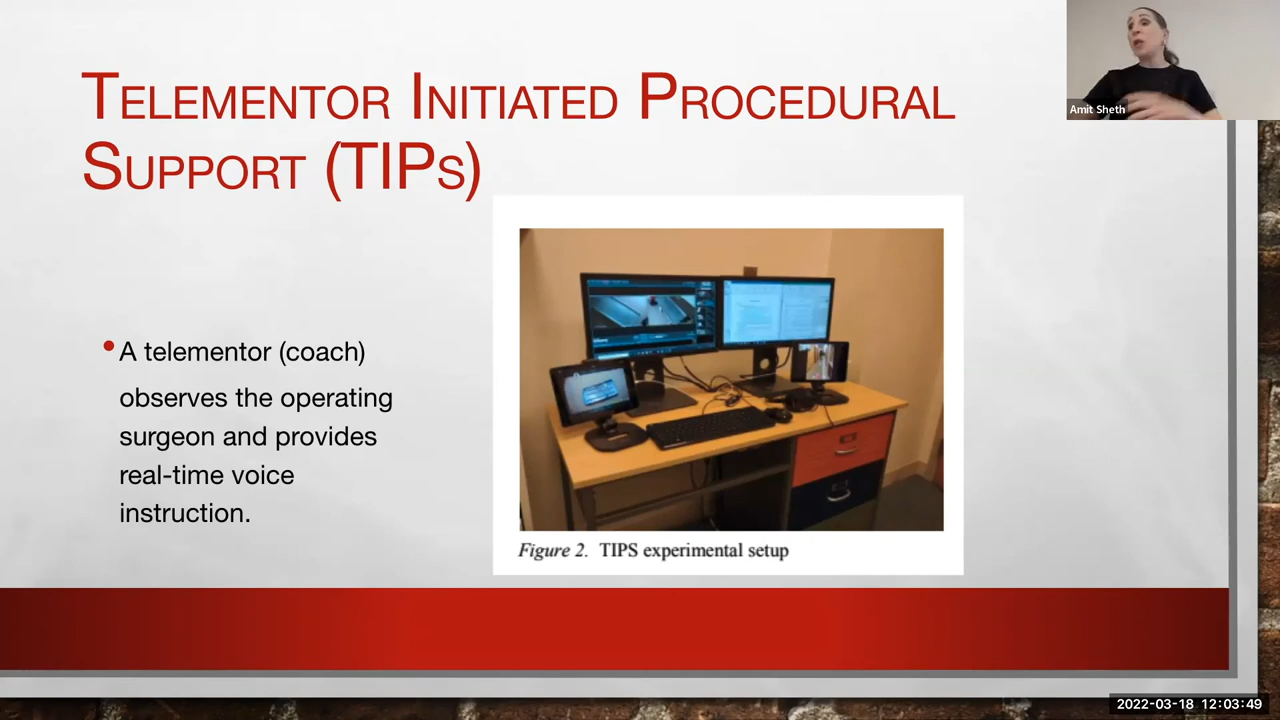 TELEMENTOR INITIATED PROCEDURAL
SUPPORT (TIPS)
Amit Sheth
•A telementor (coach)
observes the operating
surgeon and provides
real-time voice
instruction.
Figure 2. TIPS experimental setup
2022-03-18 12:03:49